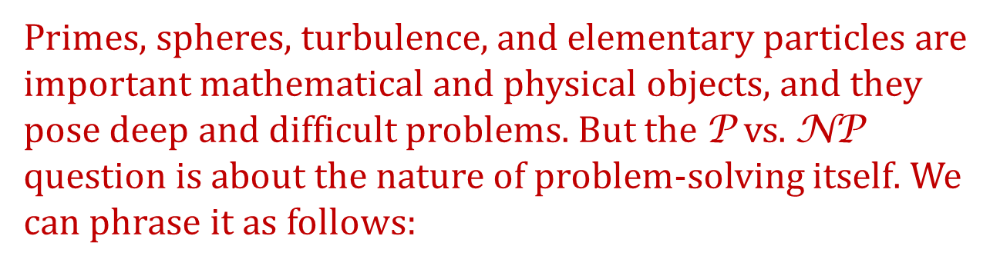 Primes, spheres, turbulence, and elementary particles are
important mathematical and physical objects, and they
pose deep and difficult problems. But the 𝒫 vs. 𝒩𝒫
question is about the nature of problem-solving itself. We
can phrase it as follows: